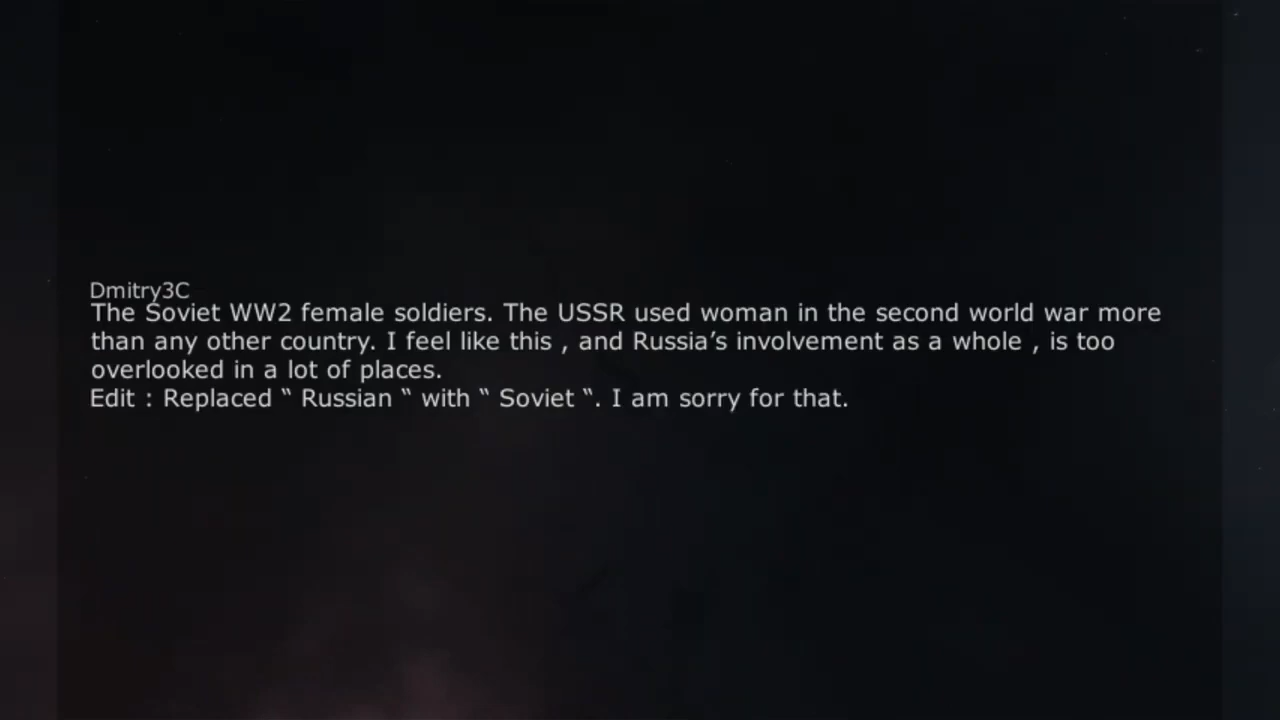 Dmitry3C
The Soviet WW2 female soldiers. The USSR used woman in the second world war more
than any other country. I feel like this , and Russia’s involvement as a whole , is too
overlooked in a lot of places.
Edit : Replaced “ Russian “ with “ Soviet “. I am sorry for that.